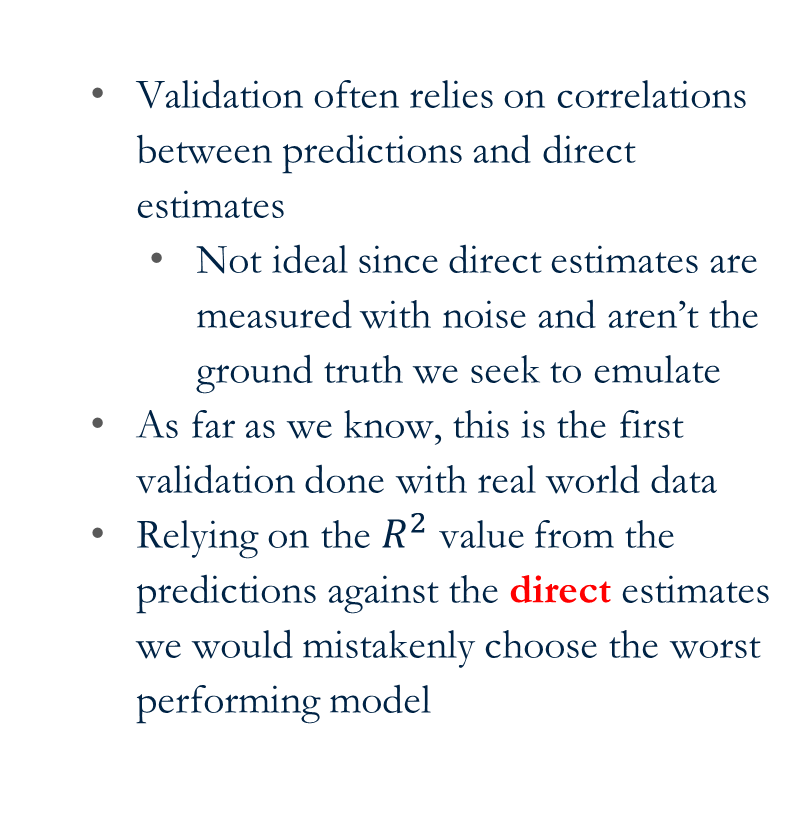 • Validation often relies on correlations
between predictions and direct
estimates
• Not ideal since direct estimates are
measured with noise and aren’t the
ground truth we seek to emulate
• As far as we know, this is the first
validation done with real world data
• Relying on the R² value from the
predictions against the direct estimates
we would mistakenly choose the worst
performing model